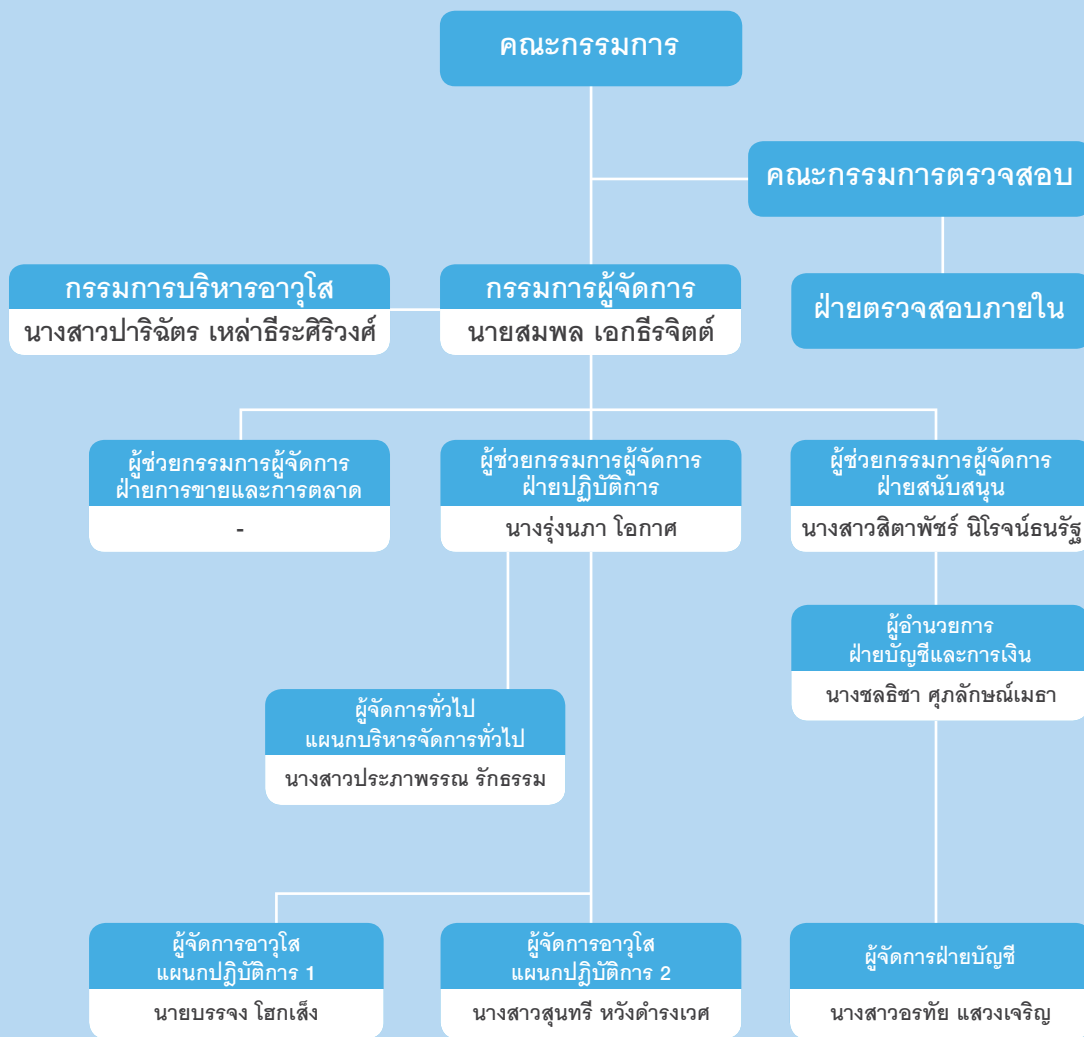 คณะกรรมการ
คณะกรรมการตรวจสอบ
กรรมการบริหารอาวุโส
นางสาวปาริฉัตร เหล่าธีระศิริวงศ์
กรรมการผู้จัดการ
นายสมพล เอกธีรจิตต์
ฝ่ายตรวจสอบภายใน
ผู้ช่วยกรรมการผู้จัดการ
ฝ่ายการขายและการตลาด
-
ผู้ช่วยกรรมการผู้จัดการ
ฝ่ายปฏิบัติการ
นางรุ่งนภา โอกาศ
ผู้ช่วยกรรมการผู้จัดการ
ฝ่ายสนับสนุน
นางสาวสิตาพัชร์ นิโรจน์ธนรัฐ
ผู้อำนวยการ
ฝ่ายบัญชีและการเงิน
นางชลธิชา ศุภลักษณ์เมธา
ผู้จัดการทั่วไป
แผนกบริหารจัดการทั่วไป
นางสาวประภาพรรณ รักธรรม
ผู้จัดการอาวุโส
แผนกปฎิบัติการ 1
นายบรรจง โฮกเส็ง
ผู้จัดการอาวุโส
แผนกปฎิบัติการ 2
นางสาวสุนทรี หวังดำรงเวศ
ผู้จัดการฝ่ายบัญชี
นางสาวอรทัย แสวงเจริญ